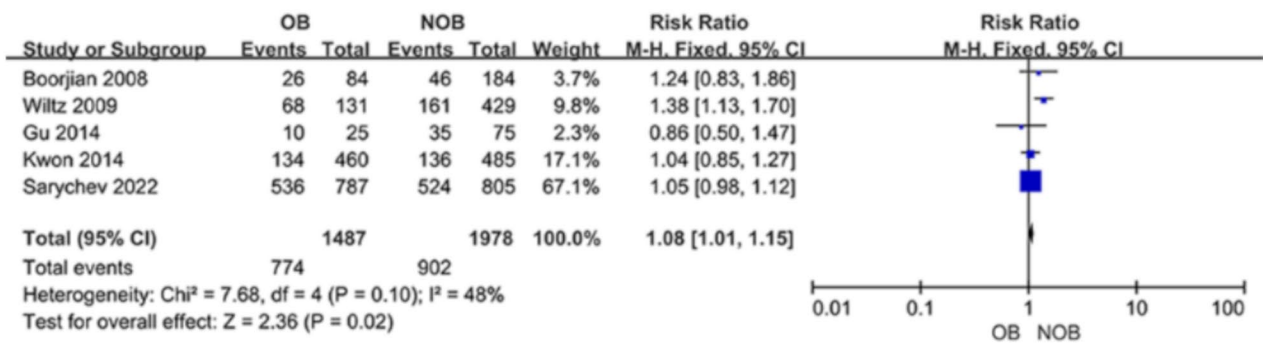 OB NOB Risk Ratio Risk Ratio
Study or Subgroup Events Total Events Total Weight M-H, Fixed, 95% CI M-H, Fixed, 95% CI
Boorjian 2008 26 84 46 184 3.7% 1.24 [0.83, 1.86]
Wiltz 2009 68 131 161 429 9.8% 1.38 [1.13, 1.70]
Gu 2014 10 25 35 75 2.3% 0.86 [0.50, 1.47]
Kwon 2014 134 460 136 485 17.1% 1.04 [0.85, 1.27]
Sarychev 2022 536 787 524 805 67.1% 1.05 [0.98, 1.12]
Total (95% CI) 1487 1978 100.0% 1.08 [1.01, 1.15]
Total events 774 902
Heterogeneity: Chi² = 7.68, df = 4 (P = 0.10); I² = 48%
Test for overall effect: Z = 2.36 (P = 0.02)
0.01 0.1 1 10 100
OB NOB